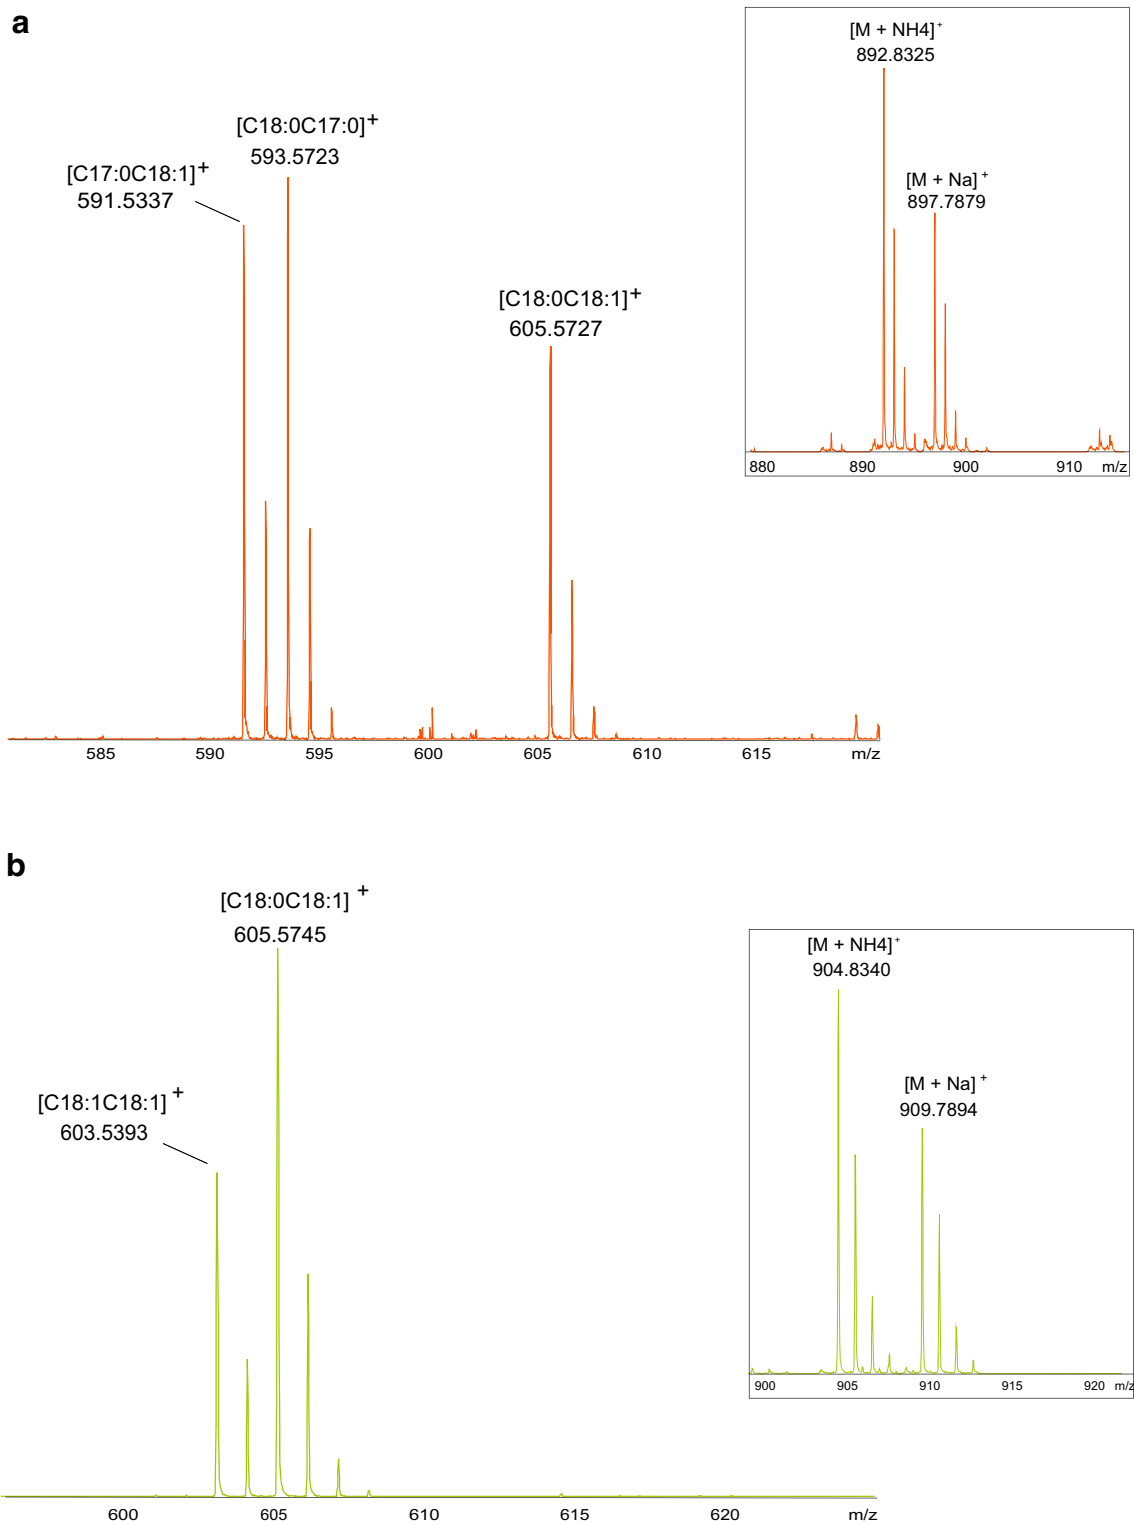 a
[C17:0C18:1]+
591.5337
[C18:0C17:0]+
593.5723
[C18:0C18:1]+
605.5727
585 590 595 600 605 610 615 m/z
[M + NH4]+
892.8325
[M + Na]+
897.7879
880 890 900 910 m/z
b
[C18:1C18:1] +
603.5393
[C18:0C18:1] +
605.5745
600 605 610 615 620 m/z
[M + NH4]+
904.8340
[M + Na] +
909.7894
900 905 910 915 920 m/z